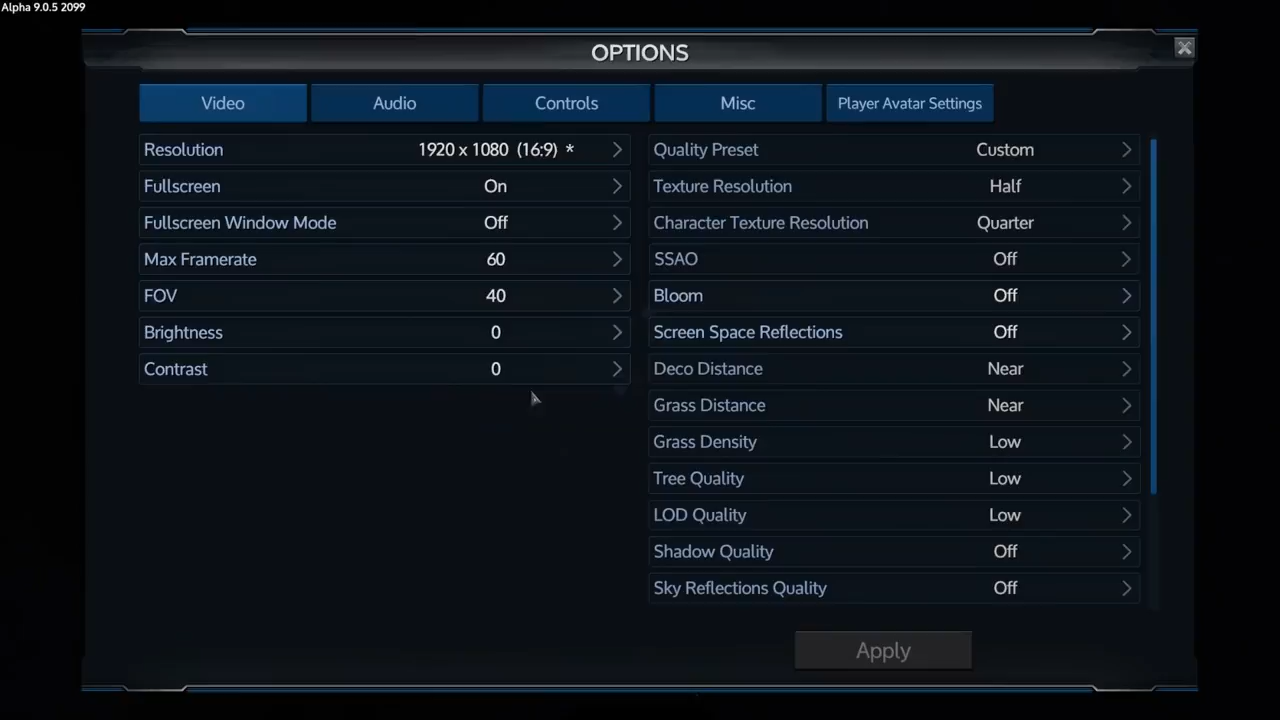 Alpha 9.0.5 2099
OPTIONS
Video Audio Controls Misc Player Avatar Settings
Resolution 1920 x 1080 (16:9) *
Fullscreen On
Fullscreen Window Mode Off
Max Framerate 60
FOV 40
Brightness 0
Contrast 0
Quality Preset Custom
Texture Resolution Half
Character Texture Resolution Quarter
SSAO Off
Bloom Off
Screen Space Reflections Off
Deco Distance Near
Grass Distance Near
Grass Density Low
Tree Quality Low
LOD Quality Low
Shadow Quality Off
Sky Reflections Quality Off
Apply